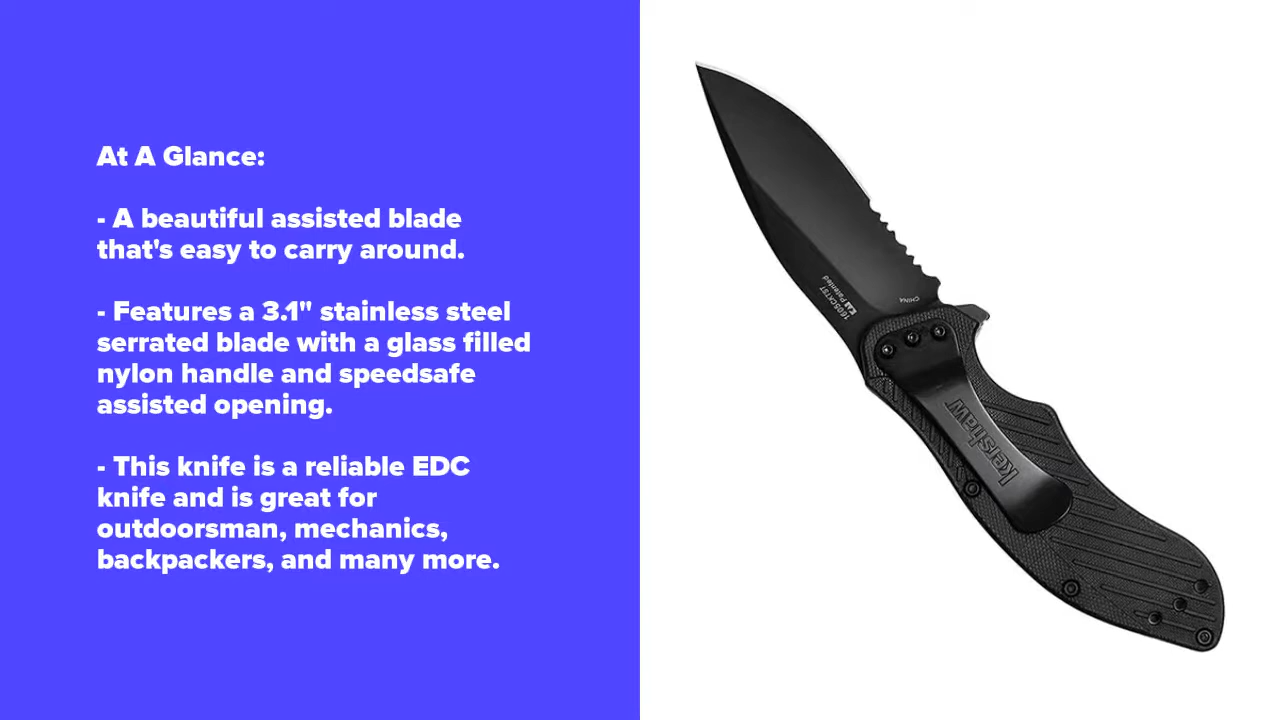 At A Glance:
- A beautiful assisted blade
that's easy to carry around.
- Features a 3.1" stainless steel
serrated blade with a glass filled
nylon handle and speedsafe
assisted opening.
- This knife is a reliable EDC
knife and is great for
outdoorsman, mechanics,
backpackers, and many more.
1605CKTST
Patented
CHINA
kershaw